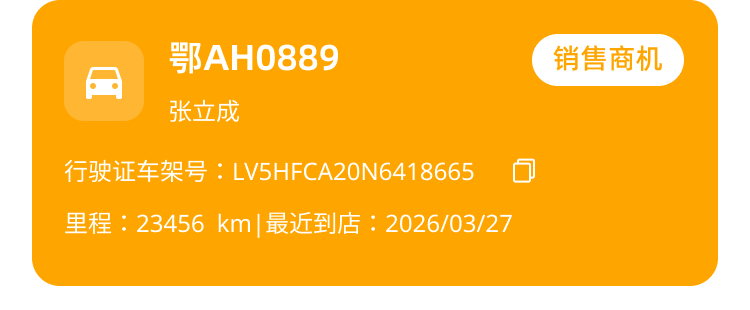 鄂AH0889
销售商机
张立成
行驶证车架号：LV5HFCA20N6418665
里程：23456 km|最近到店：2026/03/27